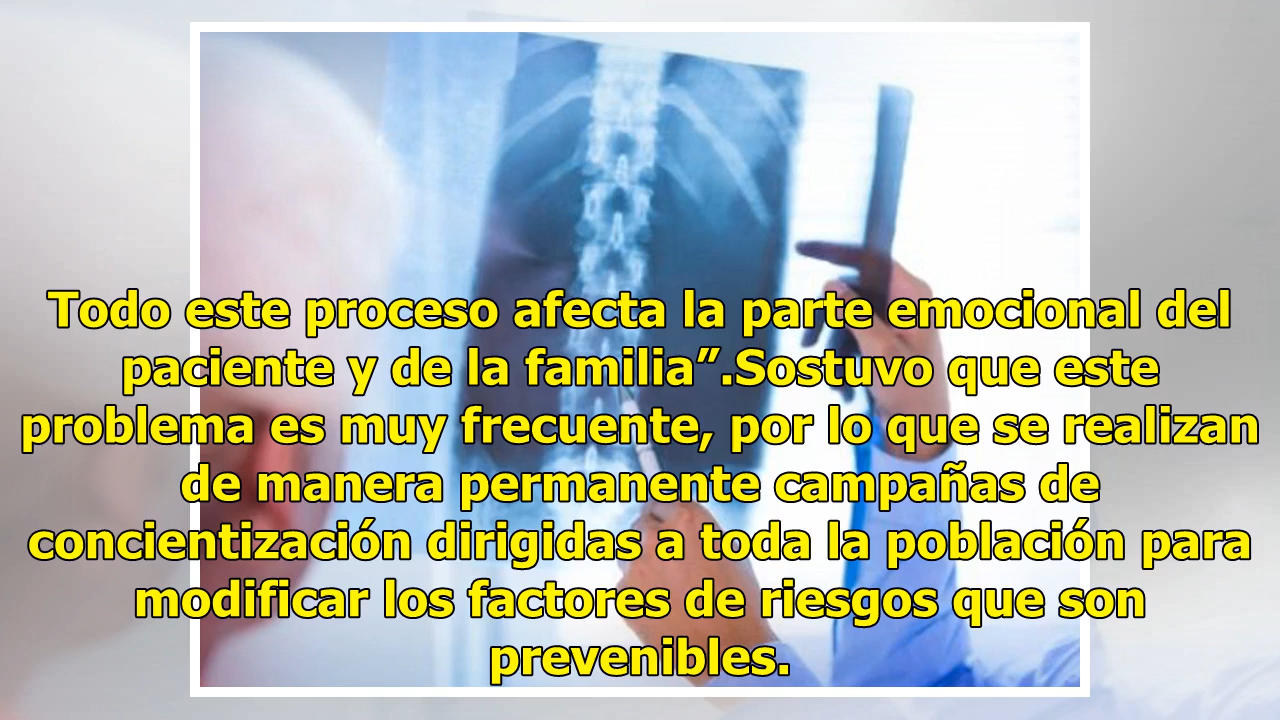 Todo este proceso afecta la parte emocional del
paciente y de la familia”.Sostuvo que este
problema es muy frecuente, por lo que se realizan
de manera permanente campañas de
concientización dirigidas a toda la población para
modificar los factores de riesgos que son
prevenibles.